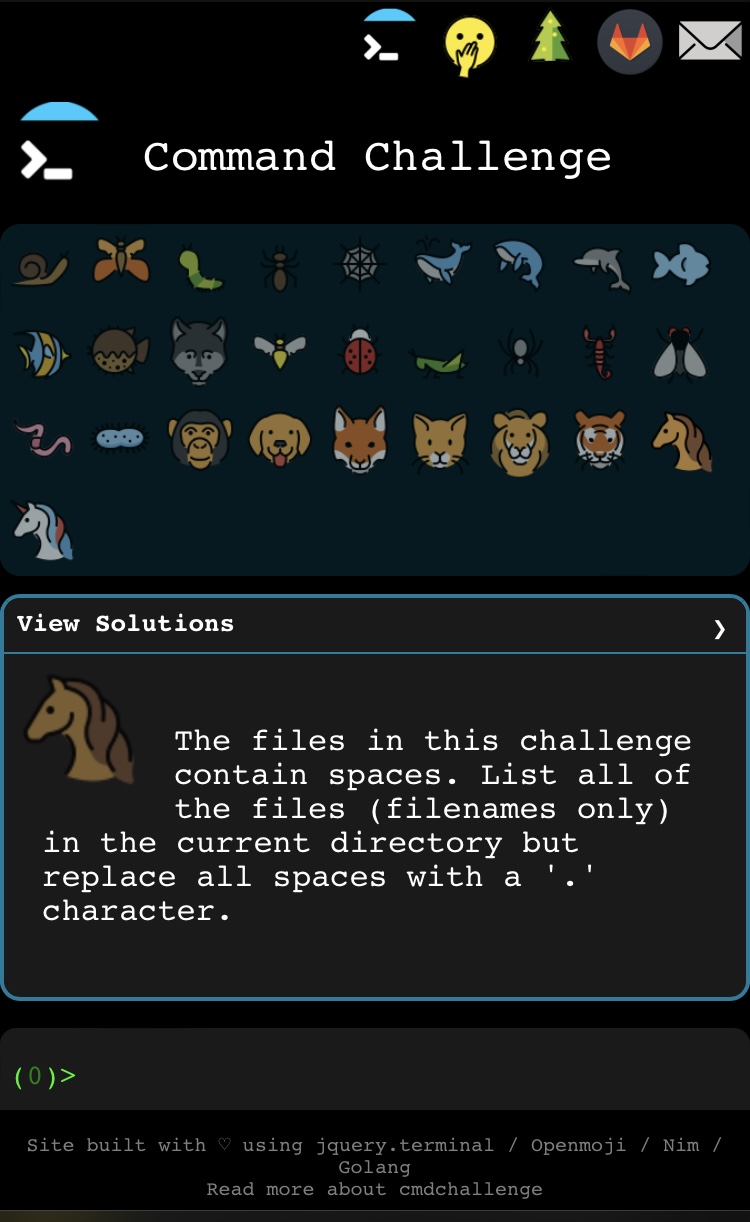 Command Challenge
View Solutions ❯
The files in this challenge
contain spaces. List all of
the files (filenames only)
in the current directory but
replace all spaces with a '.'
character.
(0)>
Site built with ♡ using jquery.terminal / Openmoji / Nim /
Golang
Read more about cmdchallenge